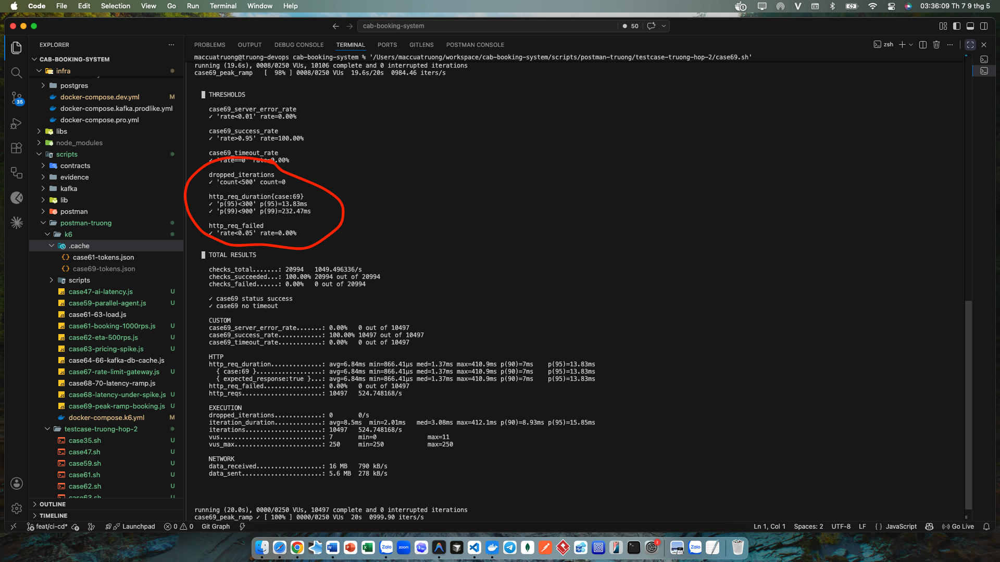 Code File Edit Selection View Go Run Terminal Window Help
03:36:09 Th 7 9 thg 5
cab-booking-system
50
EXPLORER
CAB-BOOKING-SYSTEM
infra
postgres
docker-compose.dev.yml M
docker-compose.kafka.prodlike.yml
docker-compose.pro.yml
libs
node_modules
scripts
contracts
evidence
kafka
lib
postman
postman-truong
k6
.cache
case61-tokens.json
case69-tokens.json
scripts
case47-ai-latency.js U
case59-parallel-agent.js U
case61-63-load.js
case61-booking-1000rps.js U
case62-eta-500rps.js U
case63-pricing-spike.js U
case64-66-kafka-db-cache.js
case67-rate-limit-gateway.js U
case68-70-latency-ramp.js
case68-latency-under-spike.js U
case69-peak-ramp-booking.js U
docker-compose.k6.yml M
testcase-truong-hop-2
case35.sh U
case47.sh U
case59.sh U
case61.sh U
case62.sh U
case63.sh U
OUTLINE
TIMELINE
35
PROBLEMS OUTPUT DEBUG CONSOLE TERMINAL PORTS GITLENS POSTMAN CONSOLE
zsh
maccuatruong@truong-devops cab-booking-system % '/Users/maccuatruong/workspace/cab-booking-system/scripts/postman-truong/testcase-truong-hop-2/case69.sh'
running (19.6s), 0008/0250 VUs, 10106 complete and 0 interrupted iterations
case69_peak_ramp [ 98% ] 0008/0250 VUs 19.6s/20s 0984.46 iters/s
THRESHOLDS
case69_server_error_rate
✓ 'rate<0.01' rate=0.00%
case69_success_rate
✓ 'rate>0.95' rate=100.00%
case69_timeout_rate
✓ 'rate==0' rate=0.00%
dropped_iterations
✓ 'count<500' count=0
http_req_duration{case:69}
✓ 'p(95)<300' p(95)=13.83ms
✓ 'p(99)<900' p(99)=232.47ms
http_req_failed
✓ 'rate<0.05' rate=0.00%
TOTAL RESULTS
checks_total.......: 20994 1049.496336/s
checks_succeeded...: 100.00% 20994 out of 20994
checks_failed......: 0.00% 0 out of 20994
✓ case69 status success
✓ case69 no timeout
CUSTOM
case69_server_error_rate.......: 0.00% 0 out of 10497
case69_success_rate............: 100.00% 10497 out of 10497
case69_timeout_rate............: 0.00% 0 out of 10497
HTTP
http_req_duration..............: avg=6.84ms min=866.41µs med=1.37ms max=410.9ms p(90)=7ms p(95)=13.83ms
{ case:69 }..................: avg=6.84ms min=866.41µs med=1.37ms max=410.9ms p(90)=7ms p(95)=13.83ms
{ expected_response:true }...: avg=6.84ms min=866.41µs med=1.37ms max=410.9ms p(90)=7ms p(95)=13.83ms
http_req_failed................: 0.00% 0 out of 10497
http_reqs......................: 10497 524.748168/s
EXECUTION
dropped_iterations.............: 0 0/s
iteration_duration.............: avg=8.5ms min=2.01ms med=3.08ms max=412.1ms p(90)=8.93ms p(95)=15.85ms
iterations.....................: 10497 524.748168/s
vus............................: 7 min=0 max=11
vus_max........................: 250 min=250 max=250
NETWORK
data_received..................: 16 MB 790 kB/s
data_sent......................: 5.6 MB 278 kB/s
running (20.0s), 0000/0250 VUs, 10497 complete and 0 interrupted iterations
case69_peak_ramp ✓ [ 100% ] 0000/0250 VUs 20s 0999.90 iters/s
feat/ci-cd* Launchpad 0 0 Git Graph
Ln 1, Col 1 Spaces: 2 UTF-8 LF {} JavaScript Go Live
Zalo zoom 2 Zalo